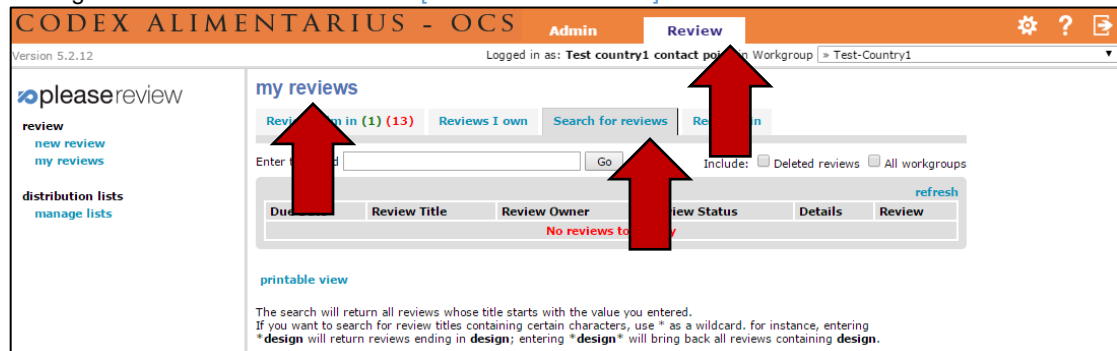 CODEX ALIMENTARIUS - OCS Admin Review ?
Version 5.2.12 Logged in as: Test country1 contact point in Workgroup » Test-Country1
pleasereview
my reviews
in (1) (13) Reviews I own Search for reviews
review
new review
my reviews
Enter Go Include: Deleted reviews All workgroups
distribution lists
manage lists
refresh
Review Title Review Owner Status Details Review
No reviews to
printable view
The search will return all reviews whose title starts with the value you entered.
If you want to search for review titles containing certain characters, use * as a wildcard. for instance, entering
*design will return reviews ending in design; entering *design* will bring back all reviews containing design.